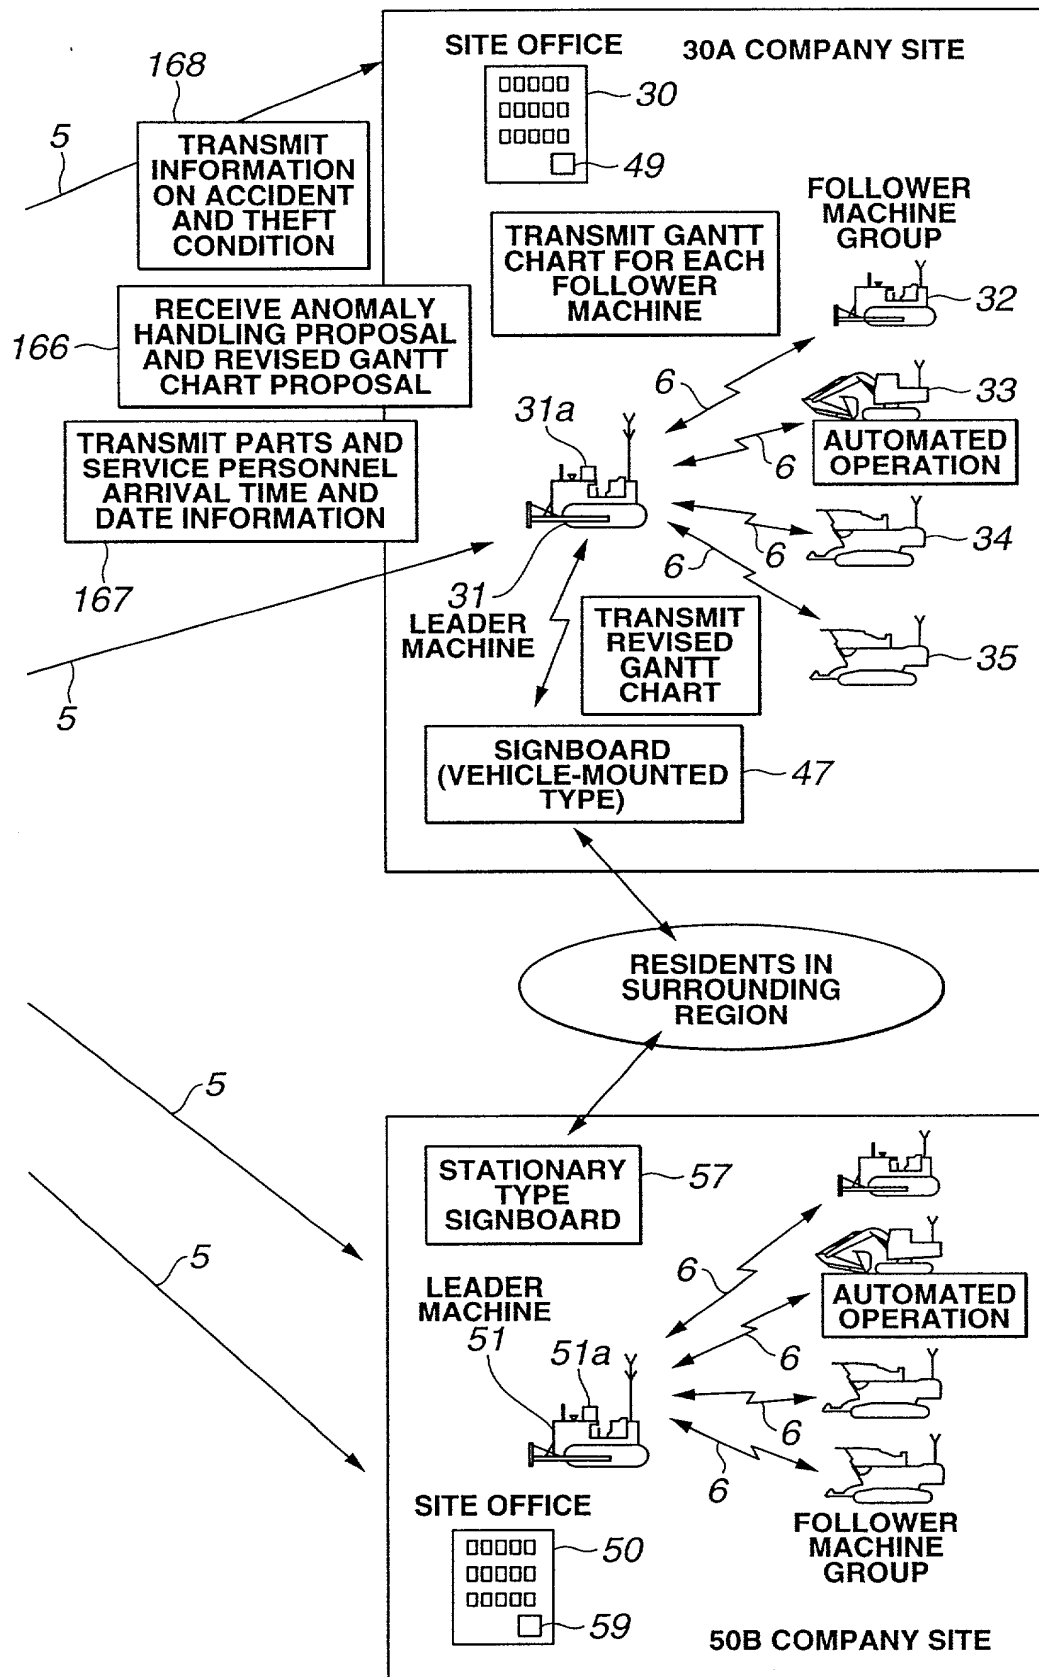 SITE OFFICE
30A COMPANY SITE
30
49
168
5
TRANSMIT
INFORMATION
ON ACCIDENT
AND THEFT
CONDITION
FOLLOWER
MACHINE
GROUP
TRANSMIT GANTT
CHART FOR EACH
FOLLOWER
MACHINE
32
RECEIVE ANOMALY
HANDLING PROPOSAL
AND REVISED GANTT
CHART PROPOSAL
166
6
33
31a
6
AUTOMATED
OPERATION
TRANSMIT PARTS AND
SERVICE PERSONNEL
ARRIVAL TIME AND
DATE INFORMATION
34
6
6
167
31
LEADER
MACHINE
TRANSMIT
REVISED
GANTT
CHART
35
5
SIGNBOARD
(VEHICLE-MOUNTED
TYPE)
47
RESIDENTS IN
SURROUNDING
REGION
5
STATIONARY
TYPE
SIGNBOARD
57
5
6
LEADER
MACHINE
51
51a
AUTOMATED
OPERATION
6
6
6
SITE OFFICE
50
59
FOLLOWER
MACHINE
GROUP
50B COMPANY SITE